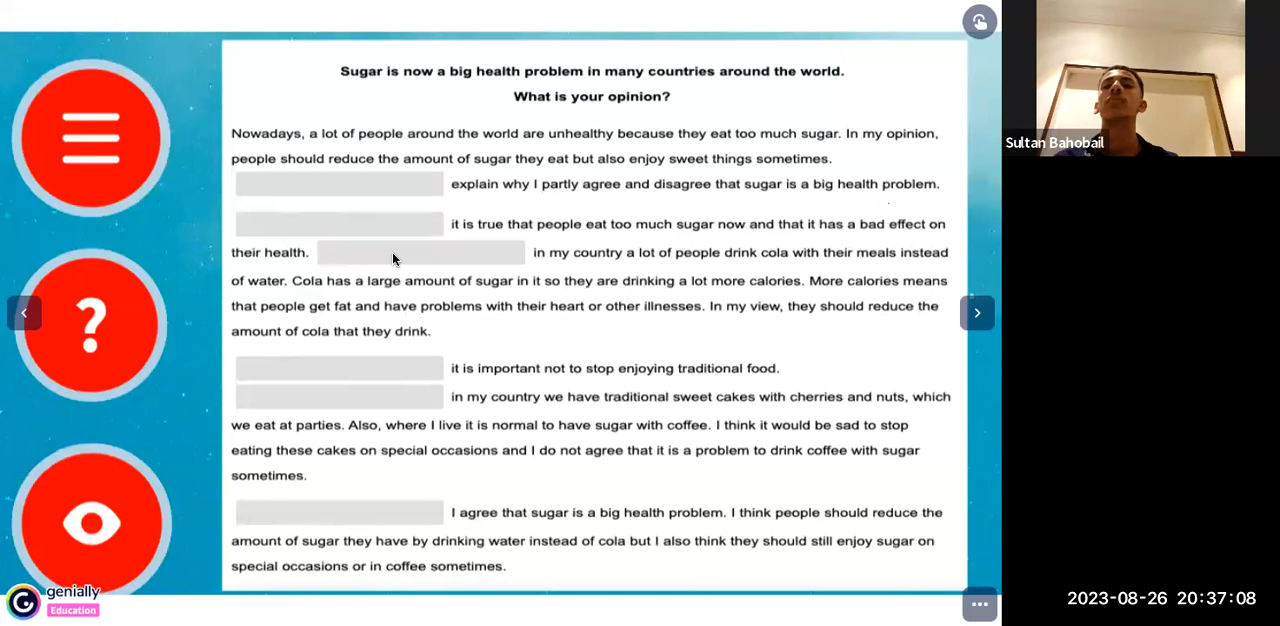 Sugar is now a big health problem in many countries around the world.
What is your opinion?
Nowadays, a lot of people around the world are unhealthy because they eat too much sugar. In my opinion,
people should reduce the amount of sugar they eat but also enjoy sweet things sometimes.
explain why I partly agree and disagree that sugar is a big health problem.
it is true that people eat too much sugar now and that it has a bad effect on
their health. in my country a lot of people drink cola with their meals instead
of water. Cola has a large amount of sugar in it so they are drinking a lot more calories. More calories means
that people get fat and have problems with their heart or other illnesses. In my view, they should reduce the
amount of cola that they drink.
it is important not to stop enjoying traditional food.
in my country we have traditional sweet cakes with cherries and nuts, which
we eat at parties. Also, where I live it is normal to have sugar with coffee. I think it would be sad to stop
eating these cakes on special occasions and I do not agree that it is a problem to drink coffee with sugar
sometimes.
I agree that sugar is a big health problem. I think people should reduce the
amount of sugar they have by drinking water instead of cola but I also think they should still enjoy sugar on
special occasions or in coffee sometimes.
?
genially
Education
Sultan Bahobail
2023-08-26 20:37:08